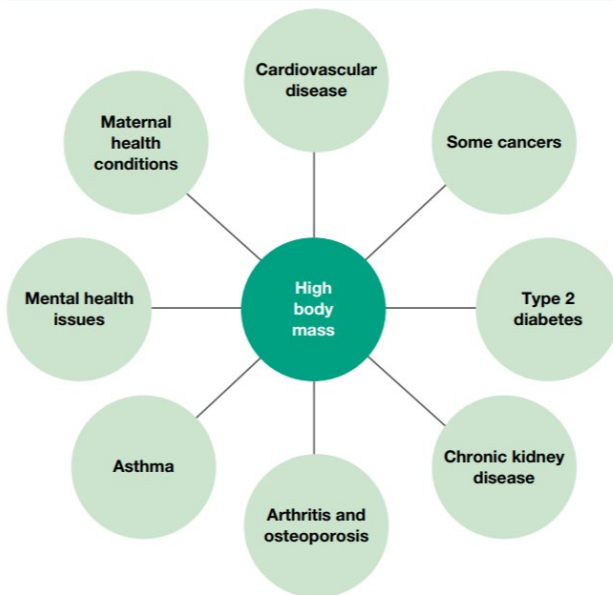 Cardiovascular
disease
Maternal
health
conditions
Some cancers
High
body
mass
Mental health
issues
Type 2
diabetes
Asthma
Chronic kidney
disease
Arthritis and
osteoporosis